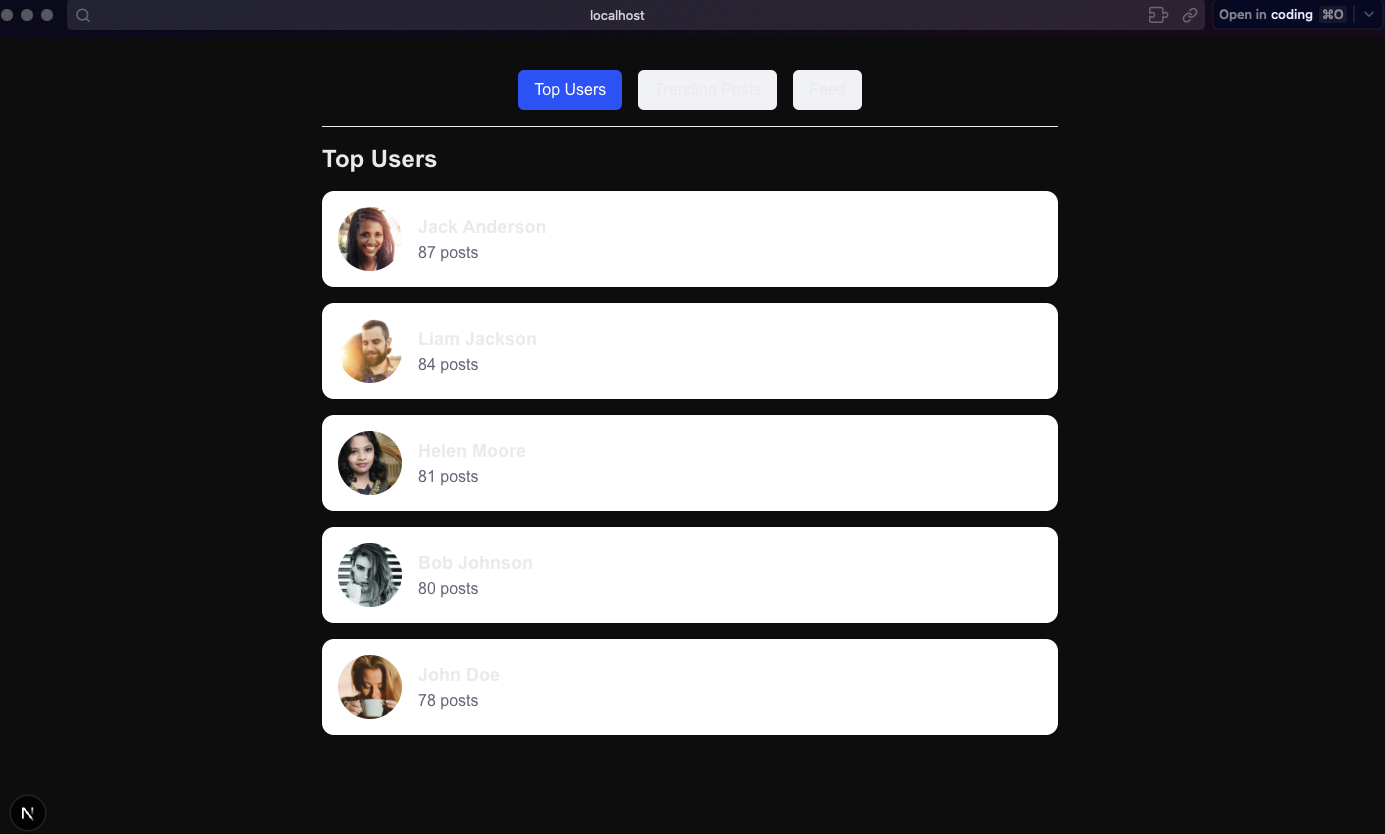 localhost
Open in coding ⌘O
Top Users
Trending Posts
Feed
Top Users
Jack Anderson
87 posts
Liam Jackson
84 posts
Helen Moore
81 posts
Bob Johnson
80 posts
John Doe
78 posts
N